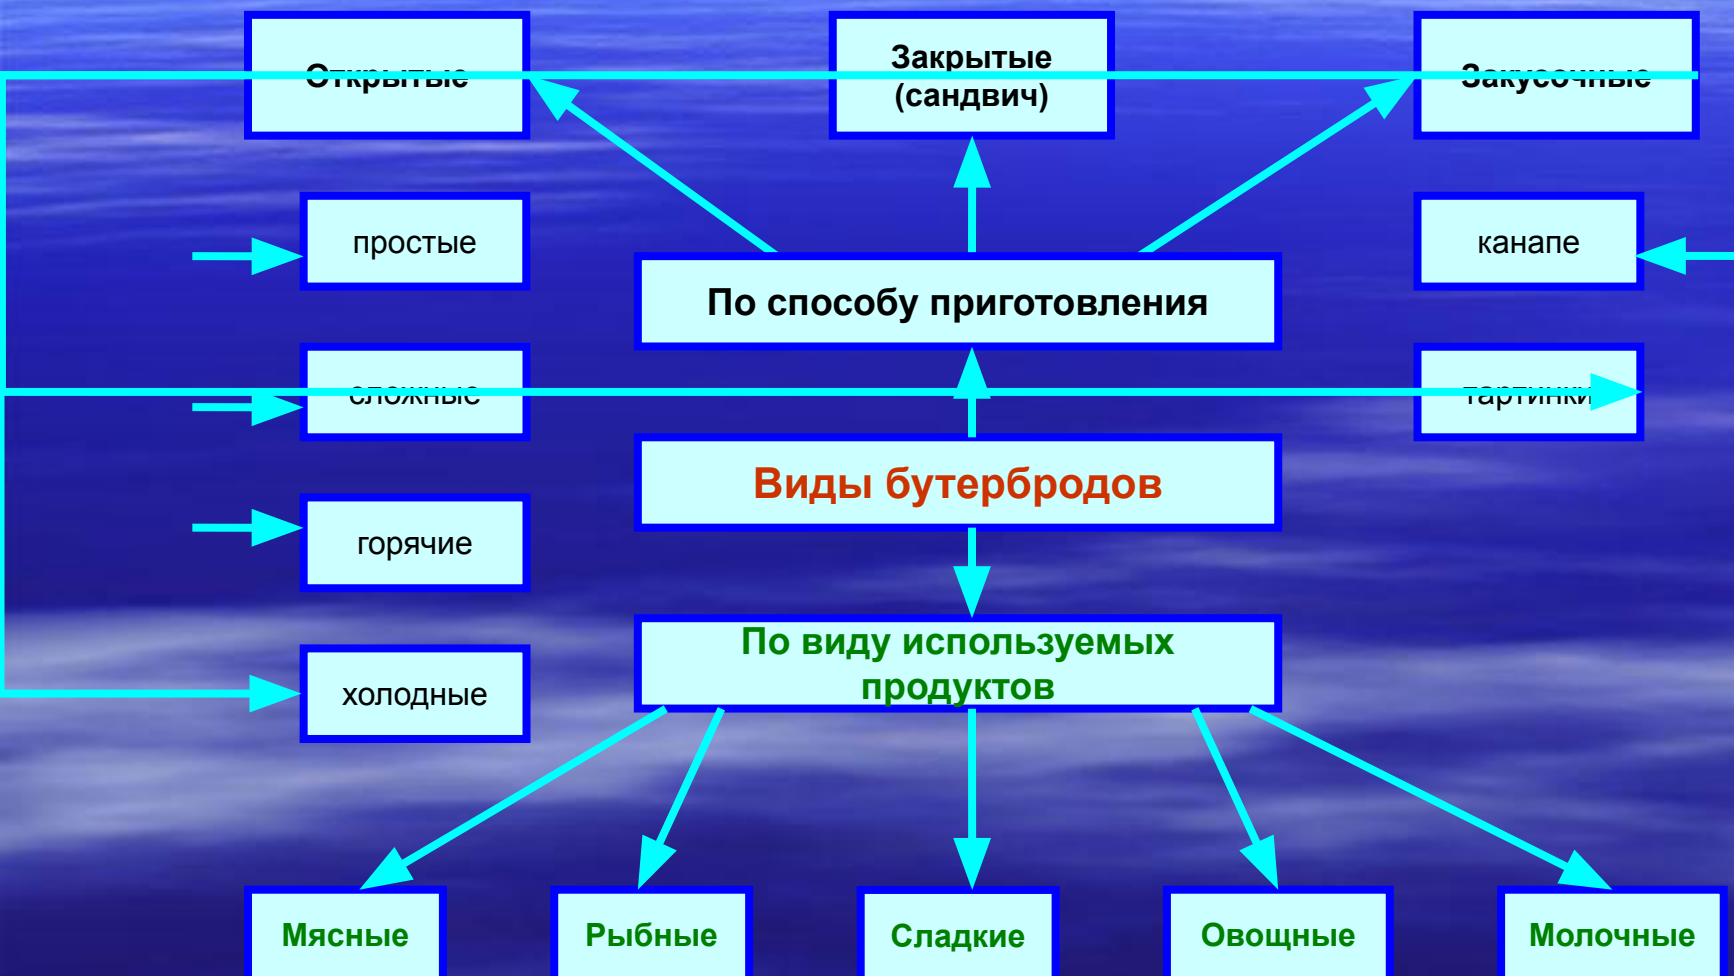 Открытые
Закрытые
(сандвич)
Закусочные
простые
канапе
По способу приготовления
сложные
тартинки
Виды бутербродов
горячие
По виду используемых
продуктов
холодные
Мясные
Рыбные
Сладкие
Овощные
Молочные